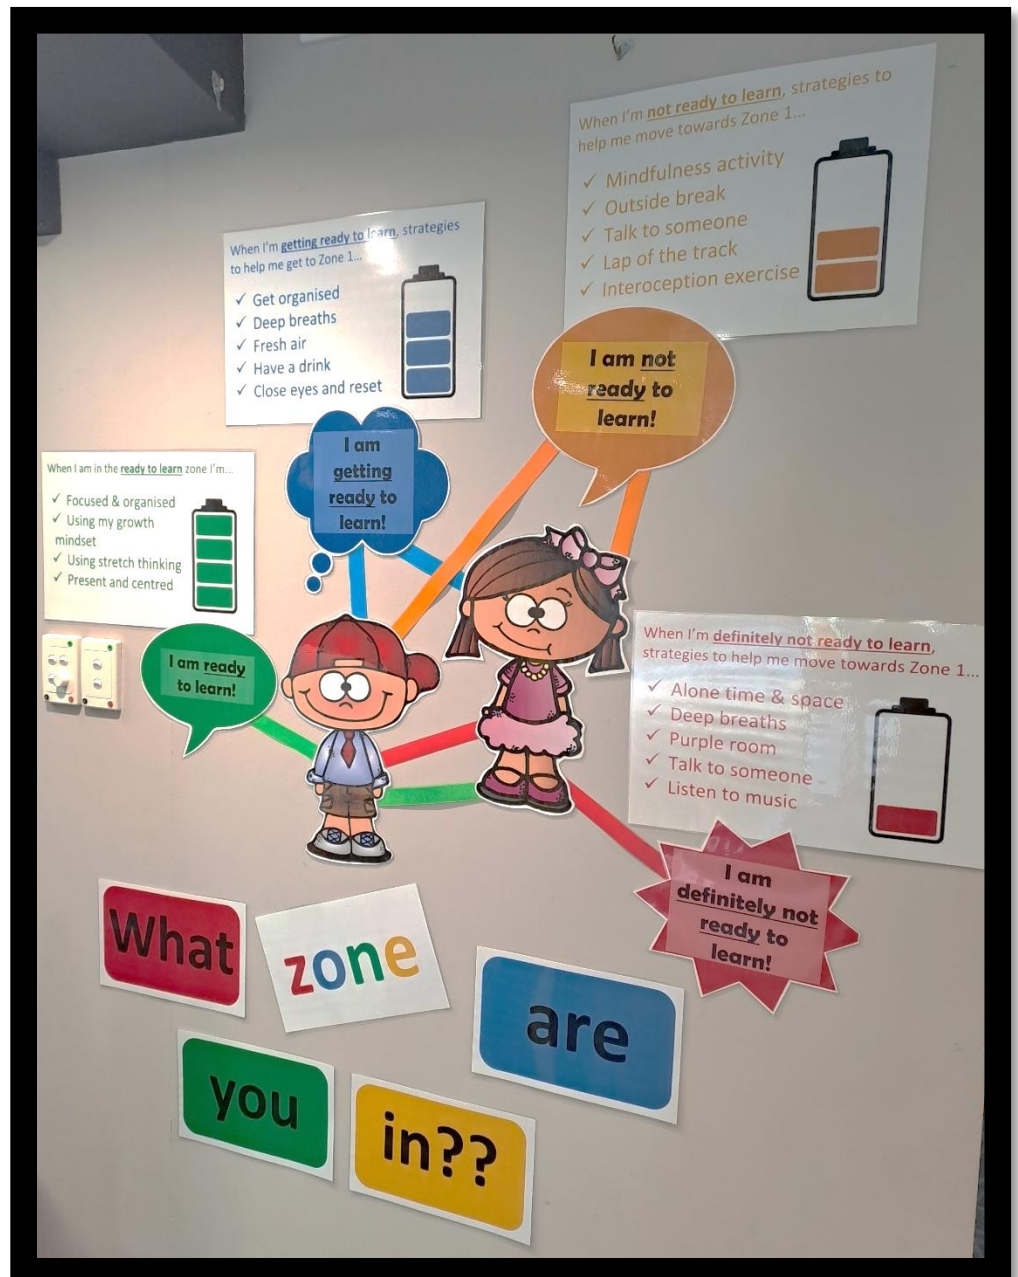 When I'm not ready to learn, strategies to
help me move towards Zone 1...
✓ Mindfulness activity
✓ Outside break
✓ Talk to someone
✓ Lap of the track
✓ Interoception exercise
When I'm getting ready to learn, strategies
to help me get to Zone 1...
✓ Get organised
✓ Deep breaths
✓ Fresh air
✓ Have a drink
✓ Close eyes and reset
I am not
ready to
learn!
I am
getting
ready to
learn!
When I am in the ready to learn zone I'm...
✓ Focused & organised
✓ Using my growth
mindset
✓ Using stretch thinking
✓ Present and centred
I am ready
to learn!
When I'm definitely not ready to learn,
strategies to help me move towards Zone 1...
✓ Alone time & space
✓ Deep breaths
✓ Purple room
✓ Talk to someone
✓ Listen to music
I am
definitely not
ready to
learn!
What
zone
are
you
in??